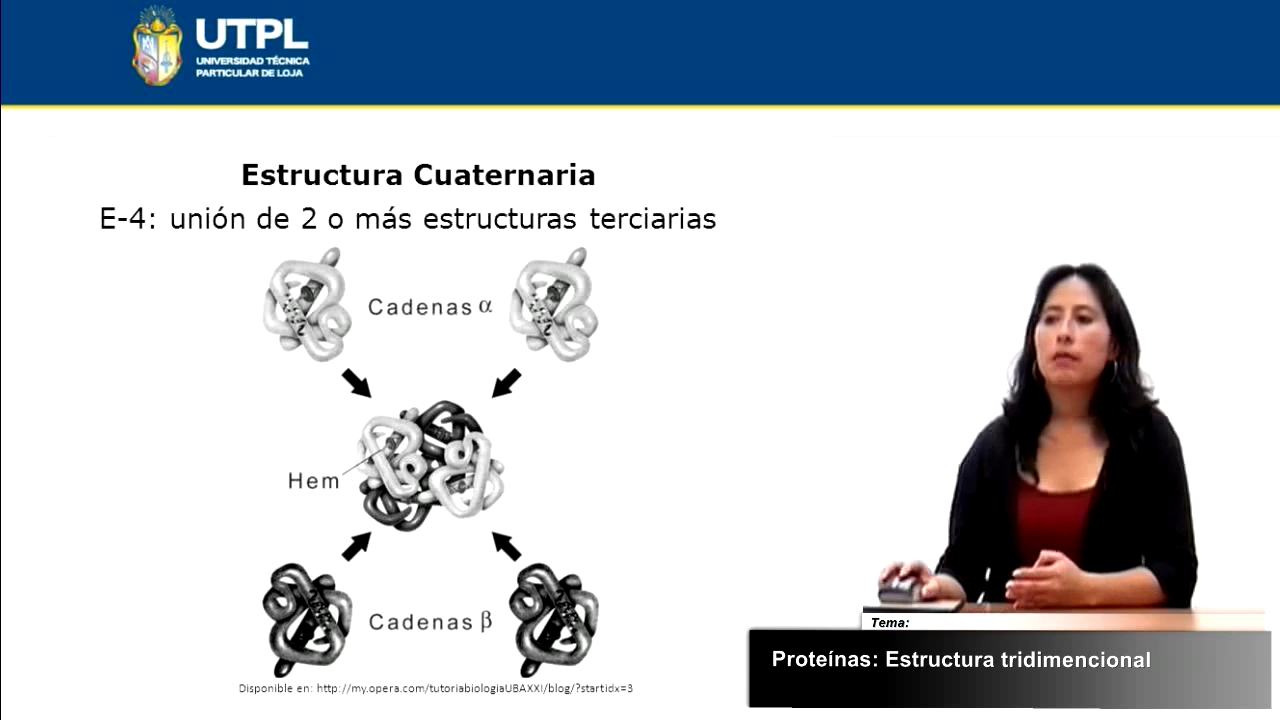 UTPL
UNIVERSIDAD TÉCNICA
PARTICULAR DE LOJA
Estructura Cuaternaria
E-4: unión de 2 o más estructuras terciarias
Cadenas α
Hem
Cadenas β
Disponible en: http://my.opera.com/tutoriabiologiaUBAXXI/blog/?startidx=3
Tema:
Proteínas: Estructura tridimencional